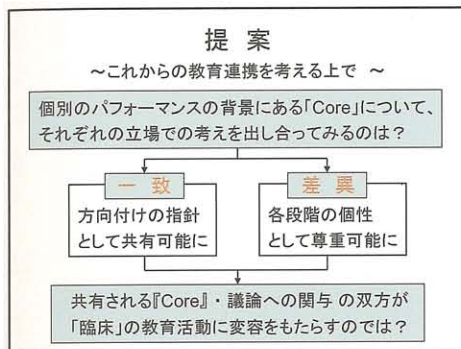 提 案
～これからの教育連携を考える上で ～
個別のパフォーマンスの背景にある「Core」について、
それぞれの立場での考えを出し合ってみるのは？
一 致
方向付けの指針
として共有可能に
差 異
各段階の個性
として尊重可能に
共有される『Core』・議論への関与 の双方が
「臨床」の教育活動に変容をもたらすのでは？